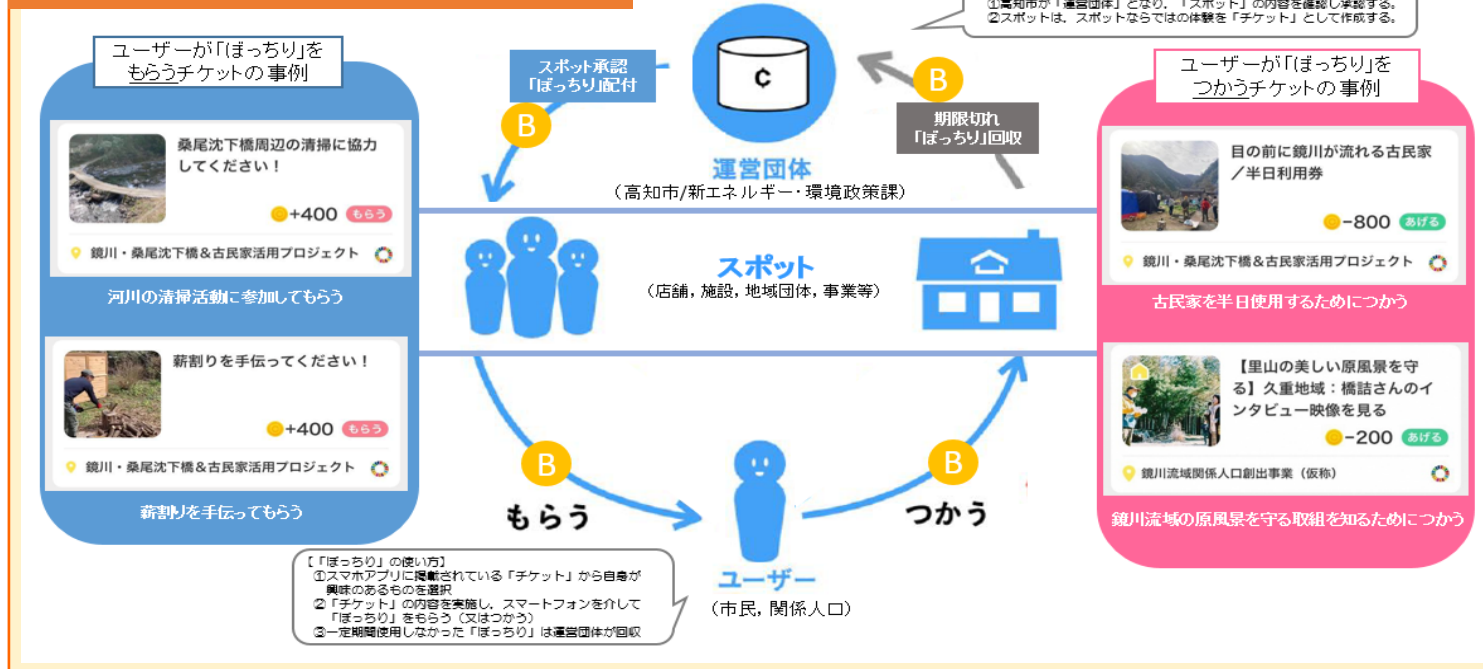 ①高知市が「運営団体」となり，「スポット」の内容を確認し承認する。
②スポットは，スポットならではの体験を「チケット」として作成する。
ユーザーが「ぼっちり」を
もらうチケットの事例
桑尾沈下橋周辺の清掃に協力
してください！
+400 もらう
鏡川・桑尾沈下橋＆古民家活用プロジェクト
河川の清掃活動に参加してもらう
薪割りを手伝ってください！
+400 もらう
鏡川・桑尾沈下橋＆古民家活用プロジェクト
薪割りを手伝ってもらう
スポット承認
「ぼっちり」配付
B
C
B
期限切れ
「ぼっちり」回収
運営団体
（高知市/新エネルギー・環境政策課）
スポット
（店舗，施設，地域団体，事業等）
B
もらう
B
つかう
ユーザー
（市民，関係人口）
【「ぼっちり」の使い方】
①スマホアプリに掲載されている「チケット」から自身が
興味のあるものを選択
②「チケット」の内容を実施し，スマートフォンを介して
「ぼっちり」をもらう（又はつかう）
③一定期間使用しなかった「ぼっちり」は運営団体が回収
ユーザーが「ぼっちり」を
つかうチケットの事例
目の前に鏡川が流れる古民家
／半日利用券
-800 あげる
鏡川・桑尾沈下橋＆古民家活用プロジェクト
古民家を半日使用するためにつかう
【里山の美しい原風景を守
る】久重地域：橋詰さんのイ
ンタビュー映像を見る
-200 あげる
鏡川流域関係人口創出事業（仮称）
鏡川流域の原風景を守る取組を知るためにつかう